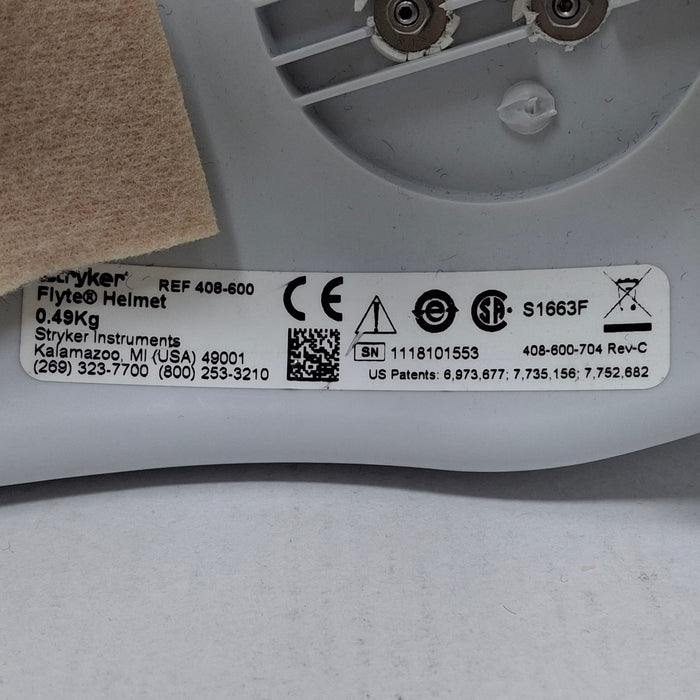 stryker
REF 408-600
Flyte® Helmet
0.49Kg
Stryker Instruments
Kalamazoo, MI (USA) 49001
(269) 323-7700 (800) 253-3210
CE
e
SA
S1663F
SN 1118101553
408-600-704 Rev-C
US Patents: 6,973,677; 7,735,156; 7,752,682